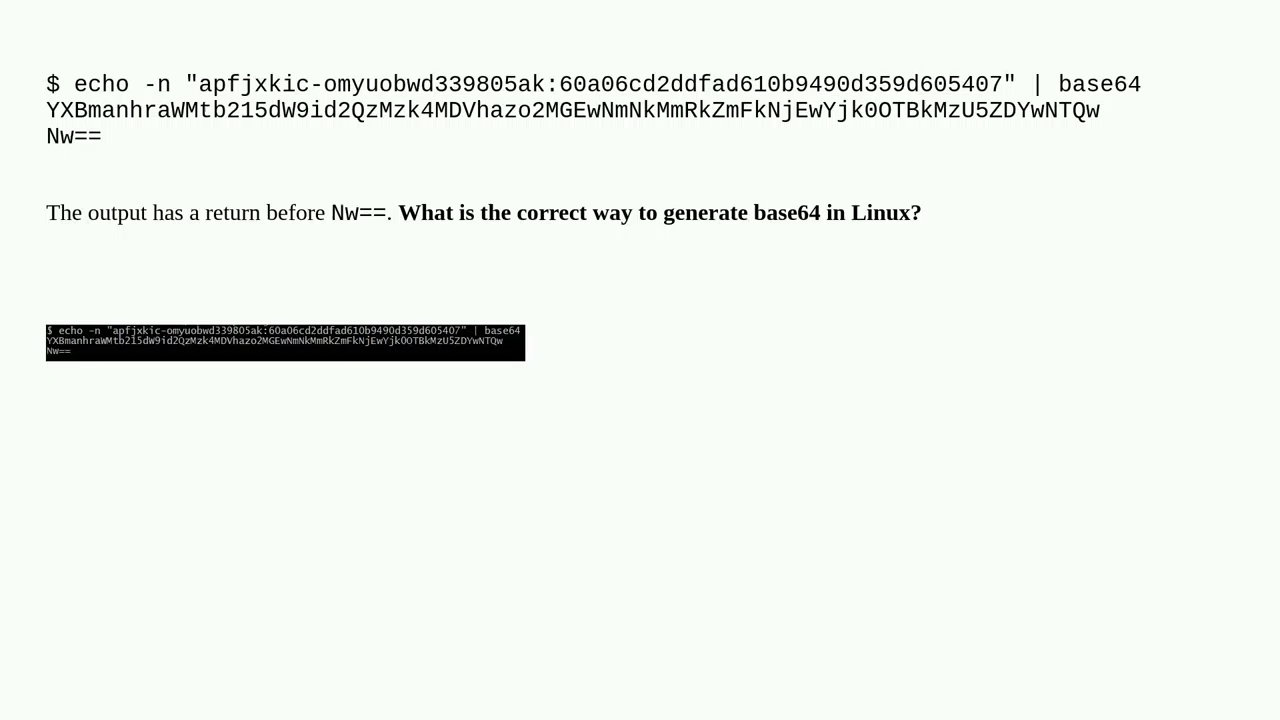 $ echo -n "apfjxkic-omyuobwd339805ak:60a06cd2ddfad610b9490d359d605407" | base64
YXBmanhraWMtb215dW9id2QzMzk4MDVhazo2MGEwNmNkMmRkZmFkNjEwYjk0OTBkMzU5ZDYwNTQw
Nw==
The output has a return before Nw==. What is the correct way to generate base64 in Linux?
$ echo -n "apfjxkic-omyuobwd339805ak:60a06cd2ddfad610b9490d359d605407" | base64
YXBmanhraWMtb215dW9id2QzMzk4MDVhazo2MGEwNmNkMmRkZmFkNjEwYjk0OTBkMzU5ZDYwNTQw
Nw==